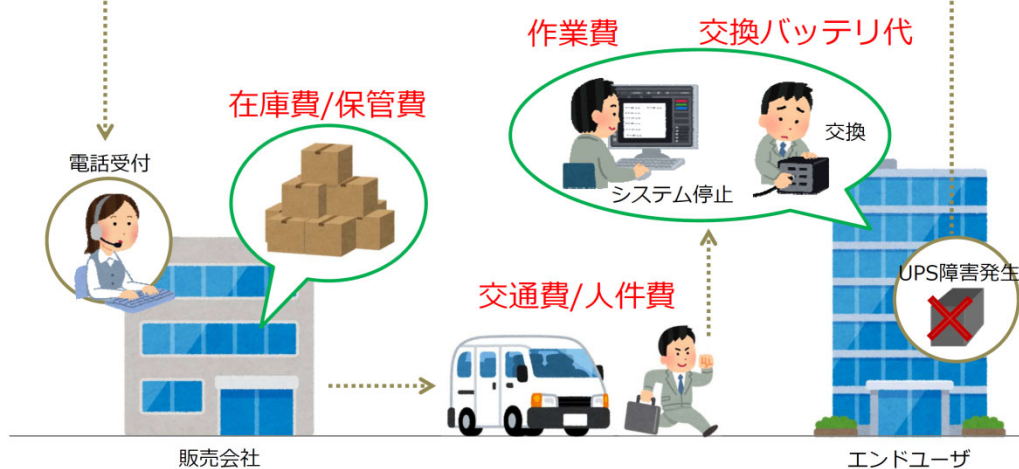 作業費
交換バッテリ代
在庫費/保管費
交換
電話受付
システム停止
UPS障害発生
交通費/人件費
販売会社
エンドユーザ